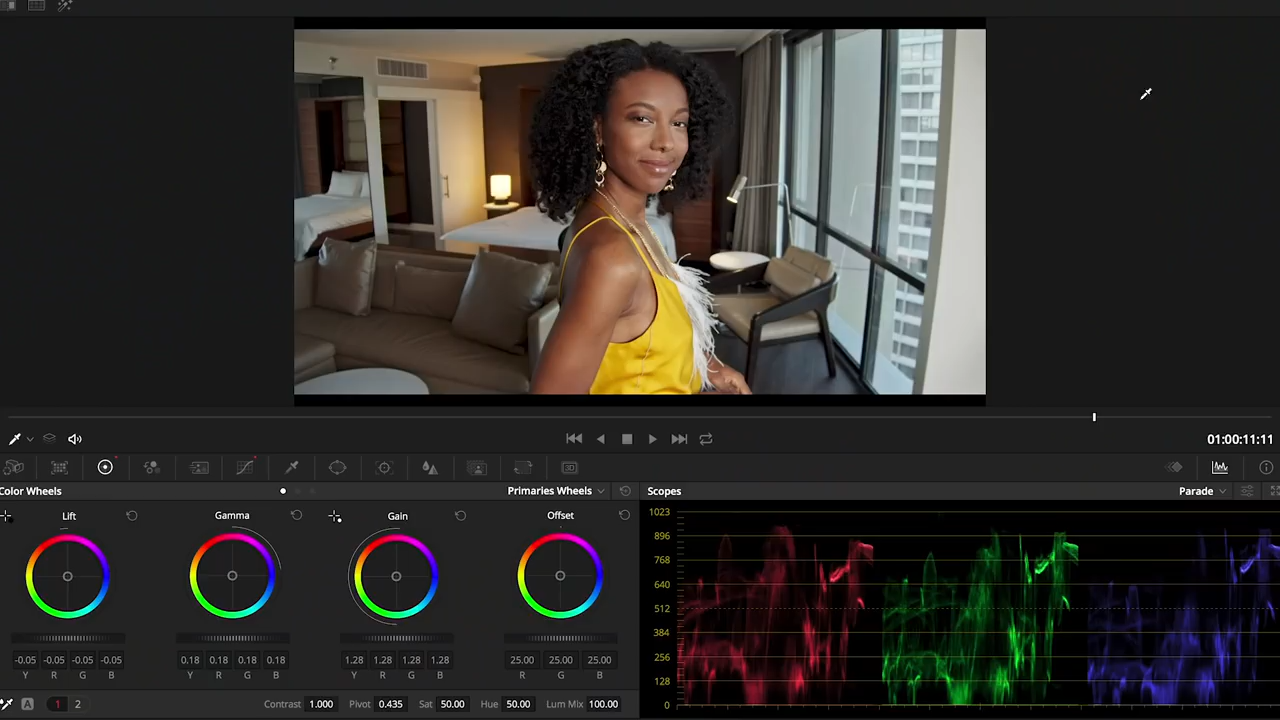 01:00:11:11
Color Wheels
Primaries Wheels
Scopes
Parade
Lift
Gamma
Gain
Offset
-0.05 -0.05 -0.05 -0.05
Y R G B
0.18 0.18 0.18 0.18
Y R G B
1.28 1.28 1.28 1.28
Y R G B
25.00 25.00 25.00
R G B
1023
896
768
640
512
384
256
128
0
A 1 2
Contrast 1.000 Pivot 0.435 Sat 50.00 Hue 50.00 Lum Mix 100.00
3D